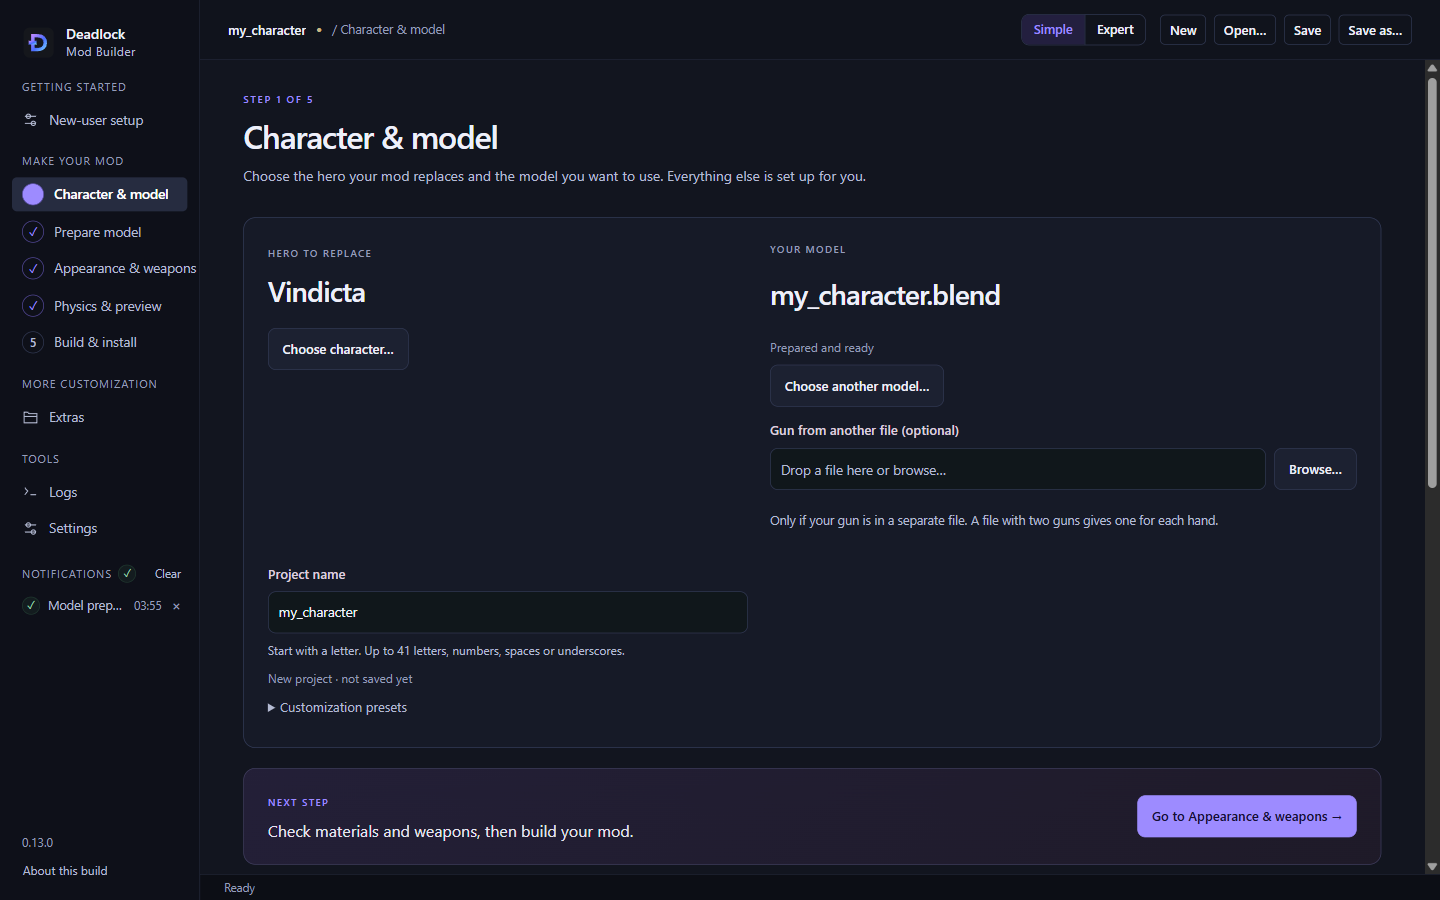 Deadlock
Mod Builder
GETTING STARTED
New-user setup
MAKE YOUR MOD
Character & model
Prepare model
Appearance & weapons
Physics & preview
5 Build & install
MORE CUSTOMIZATION
Extras
TOOLS
Logs
Settings
NOTIFICATIONS ✓ Clear
Model prep... 03:55 ×
0.13.0
About this build
my_character • / Character & model
Simple Expert New Open... Save Save as...
STEP 1 OF 5
Character & model
Choose the hero your mod replaces and the model you want to use. Everything else is set up for you.
HERO TO REPLACE
Vindicta
Choose character...
YOUR MODEL
my_character.blend
Prepared and ready
Choose another model...
Gun from another file (optional)
Drop a file here or browse... Browse...
Only if your gun is in a separate file. A file with two guns gives one for each hand.
Project name
my_character
Start with a letter. Up to 41 letters, numbers, spaces or underscores.
New project · not saved yet
▶ Customization presets
NEXT STEP
Check materials and weapons, then build your mod.
Go to Appearance & weapons →
Ready